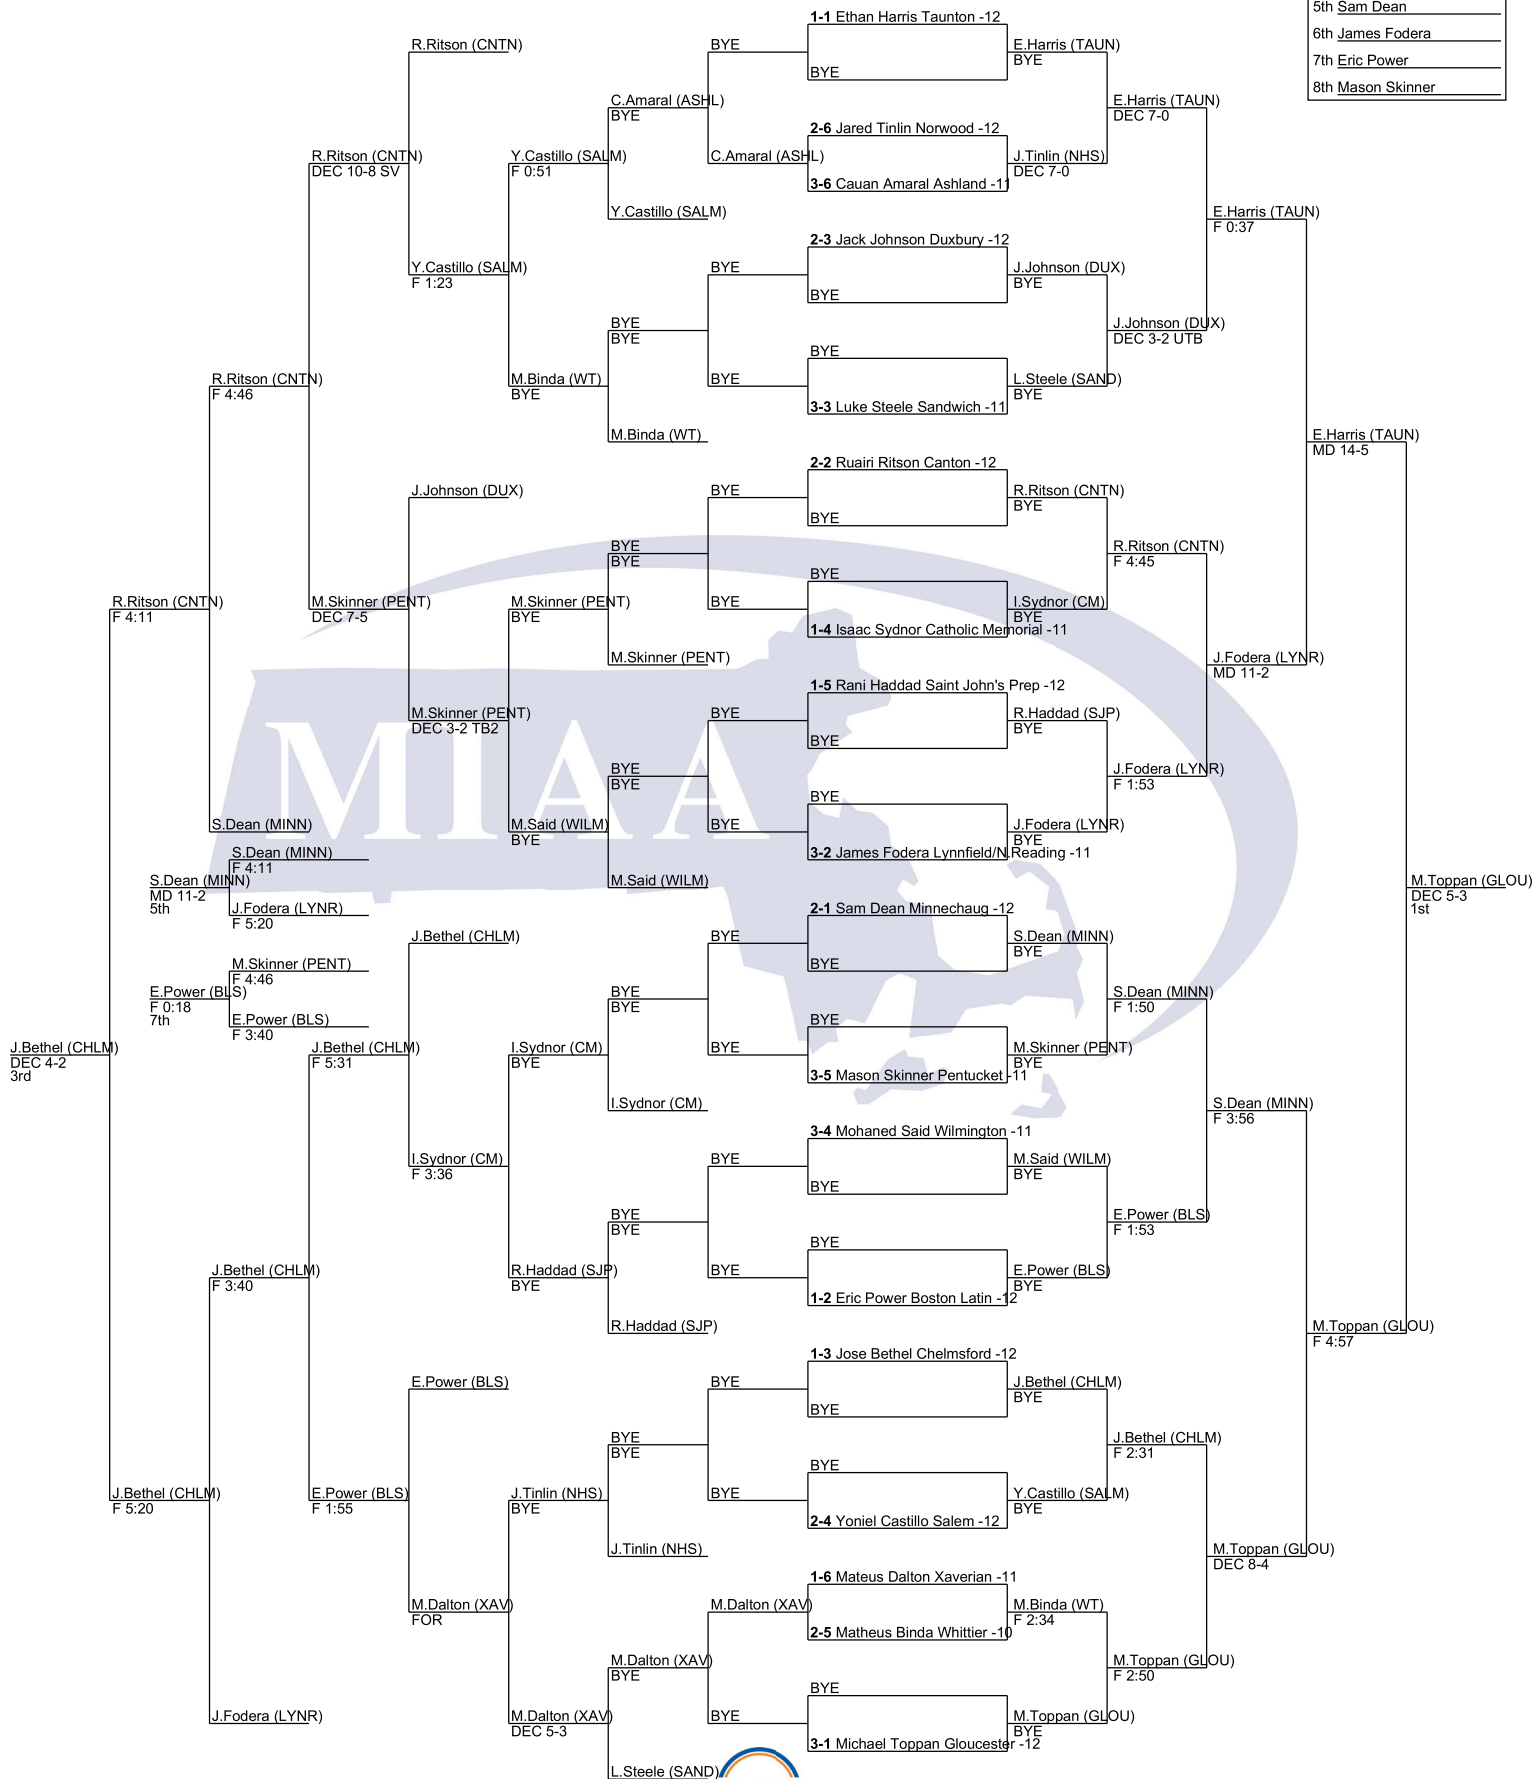 5th Sam Dean
6th James Fodera
7th Eric Power
8th Mason Skinner
1-1 Ethan Harris Taunton -12
R.Ritson (CNTN)
BYE
E.Harris (TAUN)
BYE
BYE
C.Amaral (ASHL)
BYE
E.Harris (TAUN)
DEC 7-0
2-6 Jared Tinlin Norwood -12
R.Ritson (CNTN)
DEC 10-8 SV
Y.Castillo (SALM)
F 0:51
C.Amaral (ASHL)
J.Tinlin (NHS)
DEC 7-0
3-6 Cauan Amaral Ashland -11
Y.Castillo (SALM)
E.Harris (TAUN)
F 0:37
2-3 Jack Johnson Duxbury -12
Y.Castillo (SALM)
F 1:23
BYE
J.Johnson (DUX)
BYE
BYE
BYE
BYE
J.Johnson (DUX)
DEC 3-2 UTB
BYE
R.Ritson (CNTN)
F 4:46
M.Binda (WT)
BYE
BYE
L.Steele (SAND)
BYE
3-3 Luke Steele Sandwich -11
M.Binda (WT)
E.Harris (TAUN)
MD 14-5
2-2 Ruairi Ritson Canton -12
J.Johnson (DUX)
BYE
R.Ritson (CNTN)
BYE
BYE
BYE
BYE
R.Ritson (CNTN)
F 4:45
BYE
R.Ritson (CNTN)
F 4:11
M.Skinner (PENT)
DEC 7-5
M.Skinner (PENT)
BYE
BYE
I.Sydnor (CM)
BYE
1-4 Isaac Sydnor Catholic Memorial -11
M.Skinner (PENT)
J.Fodera (LYNR)
MD 11-2
1-5 Rani Haddad Saint John's Prep -12
M.Skinner (PENT)
DEC 3-2 TB2
BYE
R.Haddad (SJP)
BYE
BYE
MIAA
BYE
BYE
J.Fodera (LYNR)
F 1:53
BYE
S.Dean (MINN)
M.Said (WILM)
BYE
BYE
J.Fodera (LYNR)
BYE
3-2 James Fodera Lynnfield/N.Reading -11
S.Dean (MINN)
F 4:11
S.Dean (MINN)
MD 11-2
5th
M.Said (WILM)
M.Toppan (GLOU)
DEC 5-3
1st
J.Fodera (LYNR)
F 5:20
2-1 Sam Dean Minnechaug -12
J.Bethel (CHLM)
BYE
S.Dean (MINN)
BYE
BYE
M.Skinner (PENT)
F 4:46
E.Power (BLS)
F 0:18
7th
BYE
BYE
S.Dean (MINN)
F 1:50
E.Power (BLS)
F 3:40
BYE
J.Bethel (CHLM)
DEC 4-2
3rd
J.Bethel (CHLM)
F 5:31
I.Sydnor (CM)
BYE
BYE
M.Skinner (PENT)
BYE
3-5 Mason Skinner Pentucket -11
I.Sydnor (CM)
S.Dean (MINN)
F 3:56
3-4 Mohaned Said Wilmington -11
I.Sydnor (CM)
F 3:36
BYE
M.Said (WILM)
BYE
BYE
BYE
BYE
E.Power (BLS)
F 1:53
BYE
J.Bethel (CHLM)
F 3:40
R.Haddad (SJP)
BYE
BYE
E.Power (BLS)
BYE
1-2 Eric Power Boston Latin -12
R.Haddad (SJP)
M.Toppan (GLOU)
F 4:57
1-3 Jose Bethel Chelmsford -12
E.Power (BLS)
BYE
J.Bethel (CHLM)
BYE
BYE
BYE
BYE
J.Bethel (CHLM)
F 2:31
BYE
J.Bethel (CHLM)
F 5:20
E.Power (BLS)
F 1:55
J.Tinlin (NHS)
BYE
BYE
Y.Castillo (SALM)
BYE
2-4 Yoniel Castillo Salem -12
J.Tinlin (NHS)
M.Toppan (GLOU)
DEC 8-4
1-6 Mateus Dalton Xaverian -11
M.Dalton (XAV)
FOR
M.Dalton (XAV)
M.Binda (WT)
F 2:34
2-5 Matheus Binda Whittier -10
M.Dalton (XAV)
BYE
M.Toppan (GLOU)
F 2:50
BYE
J.Fodera (LYNR)
M.Dalton (XAV)
DEC 5-3
BYE
M.Toppan (GLOU)
BYE
3-1 Michael Toppan Gloucester -12
L.Steele (SAND)